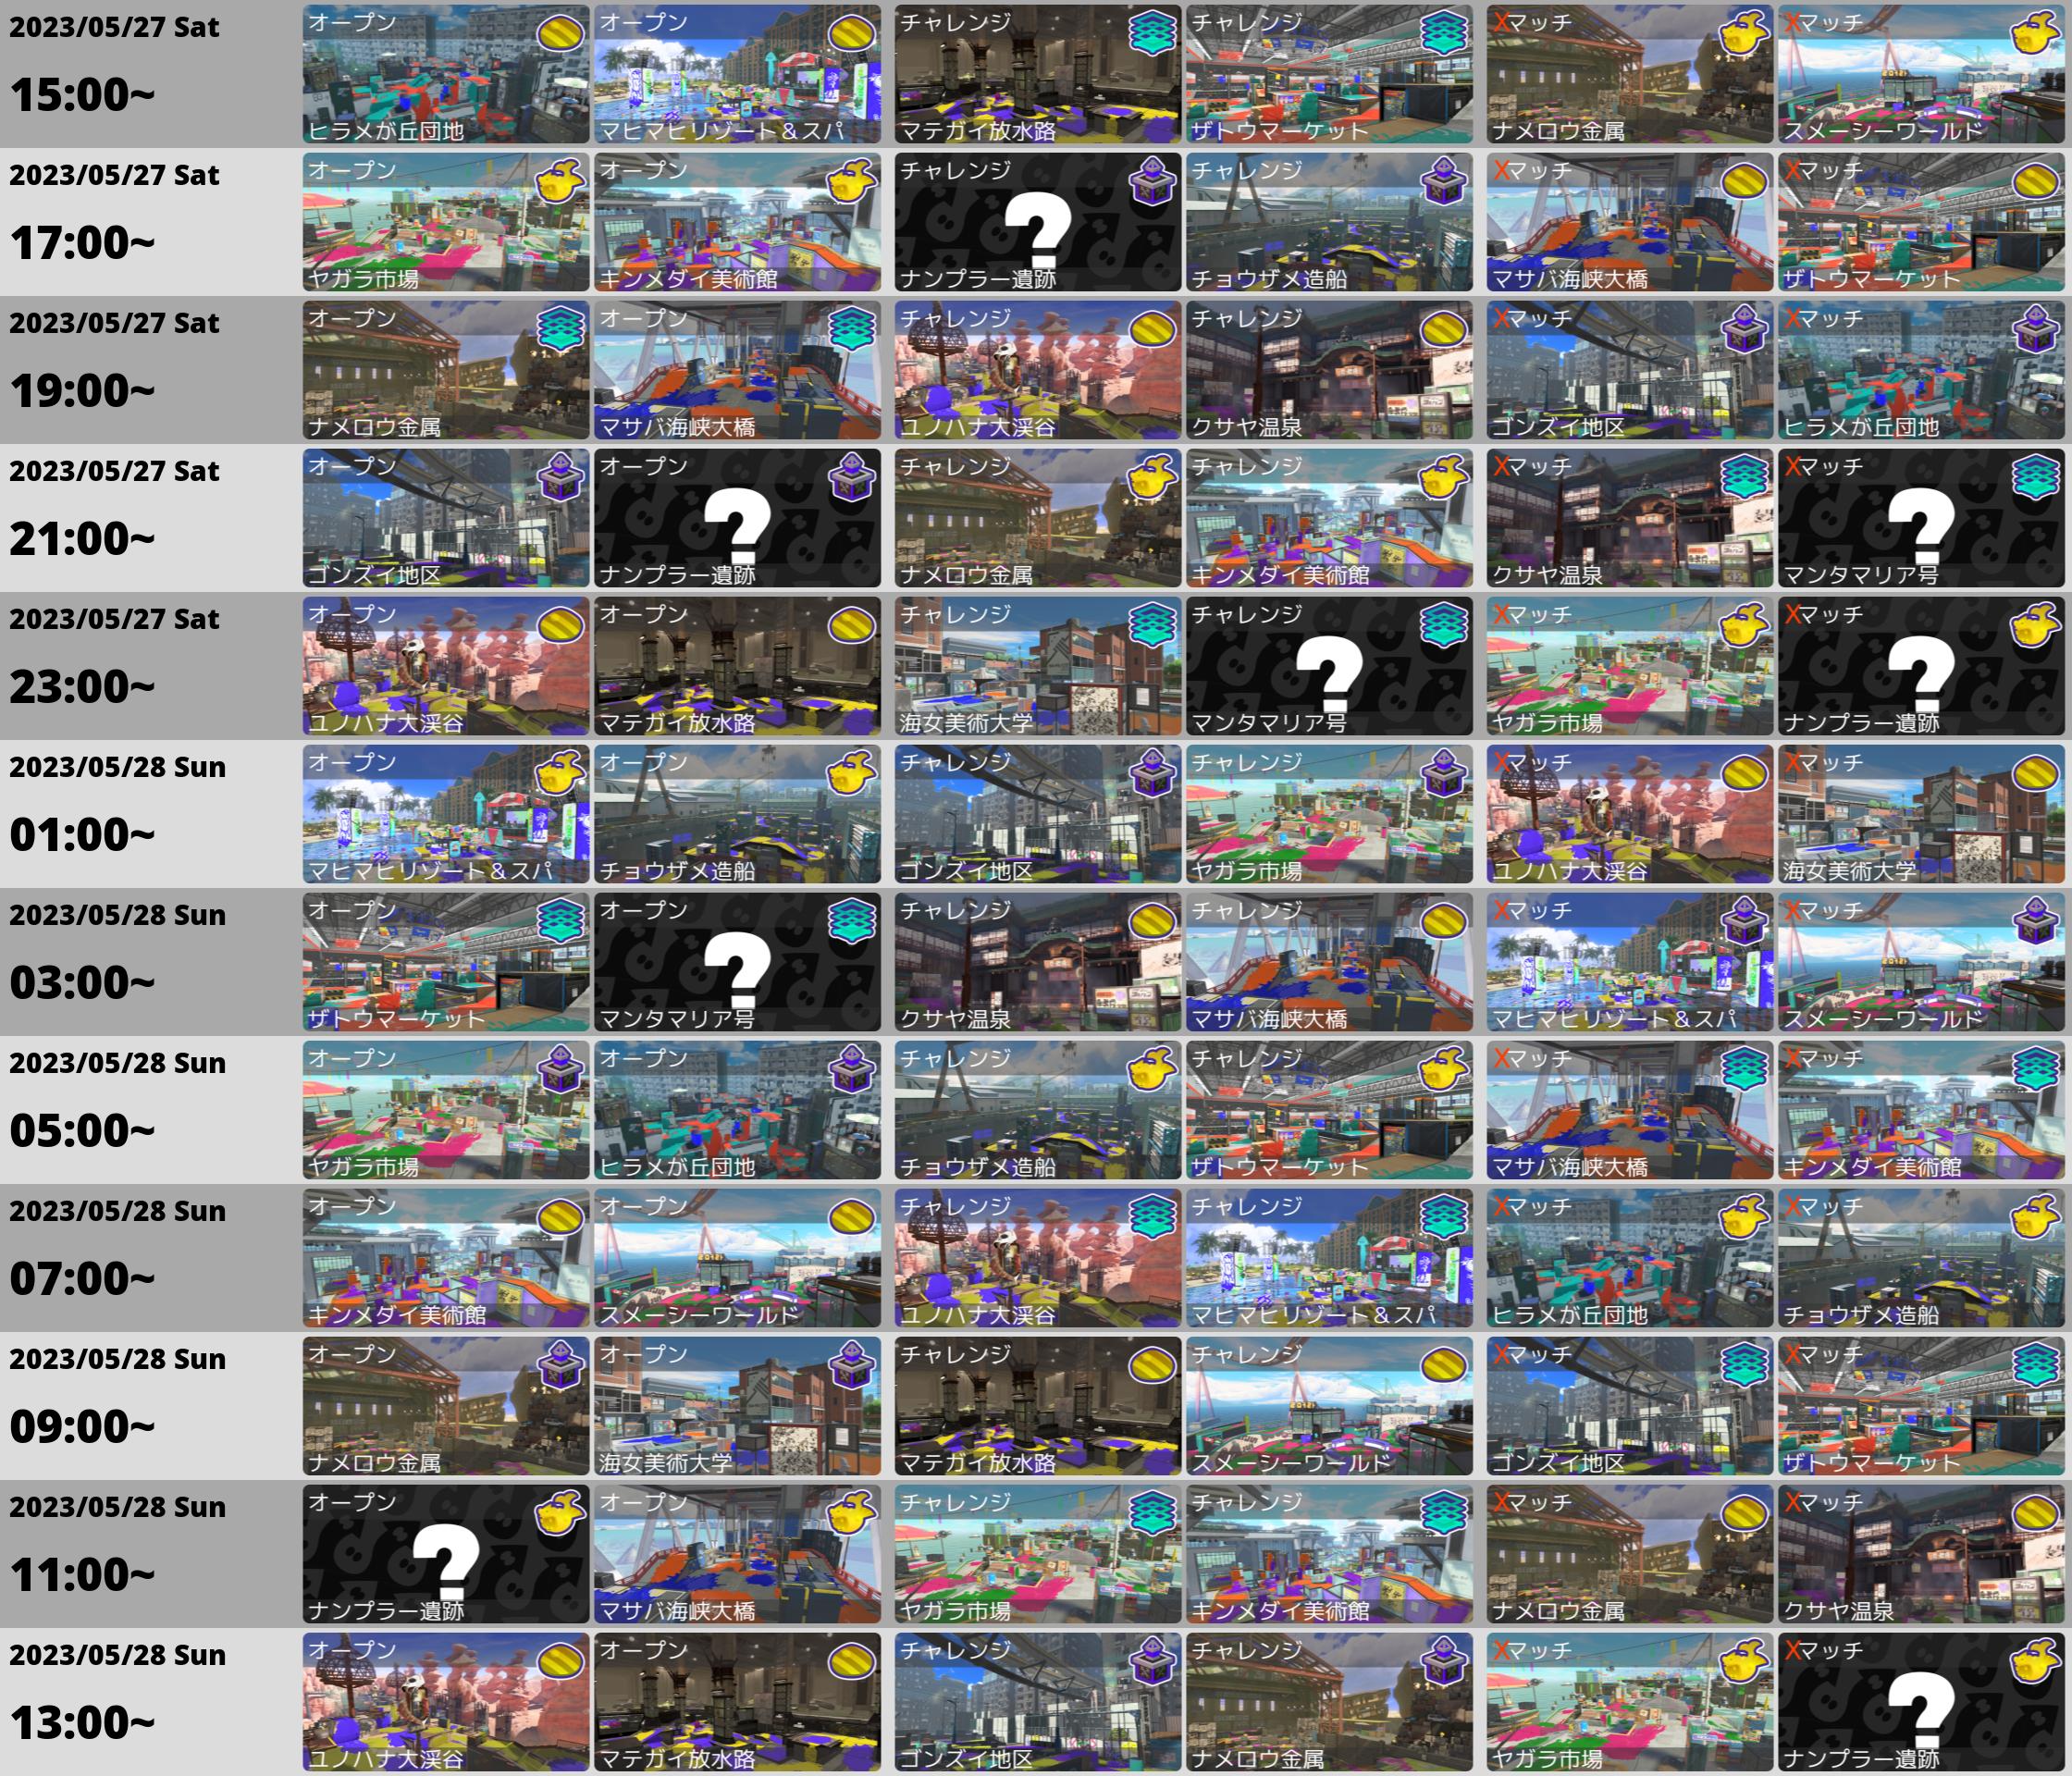 2023/05/27 Sat
15:00~
オープン オープン チャレンジ チャレンジ Xマッチ Xマッチ
ヒラメが丘団地 マヒマヒリゾート&スパ マテガイ放水路 ザトウマーケット ナメロウ金属 スメーシーワールド
2023/05/27 Sat
17:00~
オープン オープン チャレンジ チャレンジ Xマッチ Xマッチ
?
ヤガラ市場 キンメダイ美術館 ナンプラー遺跡 チョウザメ造船 マサバ海峡大橋 ザトウマーケット
2023/05/27 Sat
19:00~
オープン オープン チャレンジ チャレンジ Xマッチ Xマッチ
ナメロウ金属 マサバ海峡大橋 ユノハナ大渓谷 クサヤ温泉 ゴンズイ地区 ヒラメが丘団地
2023/05/27 Sat
21:00~
オープン オープン チャレンジ チャレンジ Xマッチ Xマッチ
? ?
ゴンズイ地区 ナンプラー遺跡 ナメロウ金属 キンメダイ美術館 クサヤ温泉 マンタマリア号
2023/05/27 Sat
23:00~
オープン オープン チャレンジ チャレンジ Xマッチ Xマッチ
? ?
ユノハナ大渓谷 マテガイ放水路 海女美術大学 マンタマリア号 ヤガラ市場 ナンプラー遺跡
2023/05/28 Sun
01:00~
オープン オープン チャレンジ チャレンジ Xマッチ Xマッチ
マヒマヒリゾート&スパ チョウザメ造船 ゴンズイ地区 ヤガラ市場 ユノハナ大渓谷 海女美術大学
2023/05/28 Sun
03:00~
オープン オープン チャレンジ チャレンジ Xマッチ Xマッチ
?
ザトウマーケット マンタマリア号 クサヤ温泉 マサバ海峡大橋 マヒマヒリゾート&スパ スメーシーワールド
2023/05/28 Sun
05:00~
オープン オープン チャレンジ チャレンジ Xマッチ Xマッチ
ヤガラ市場 ヒラメが丘団地 チョウザメ造船 ザトウマーケット マサバ海峡大橋 キンメダイ美術館
2023/05/28 Sun
07:00~
オープン オープン チャレンジ チャレンジ Xマッチ Xマッチ
キンメダイ美術館 スメーシーワールド ユノハナ大渓谷 マヒマヒリゾート&スパ ヒラメが丘団地 チョウザメ造船
2023/05/28 Sun
09:00~
オープン オープン チャレンジ チャレンジ Xマッチ Xマッチ
ナメロウ金属 海女美術大学 マテガイ放水路 スメーシーワールド ゴンズイ地区 ザトウマーケット
2023/05/28 Sun
11:00~
オープン オープン チャレンジ チャレンジ Xマッチ Xマッチ
?
ナンプラー遺跡 マサバ海峡大橋 ヤガラ市場 キンメダイ美術館 ナメロウ金属 クサヤ温泉
2023/05/28 Sun
13:00~
オープン オープン チャレンジ チャレンジ Xマッチ Xマッチ
?
ユノハナ大渓谷 マテガイ放水路 ゴンズイ地区 ナメロウ金属 ヤガラ市場 ナンプラー遺跡